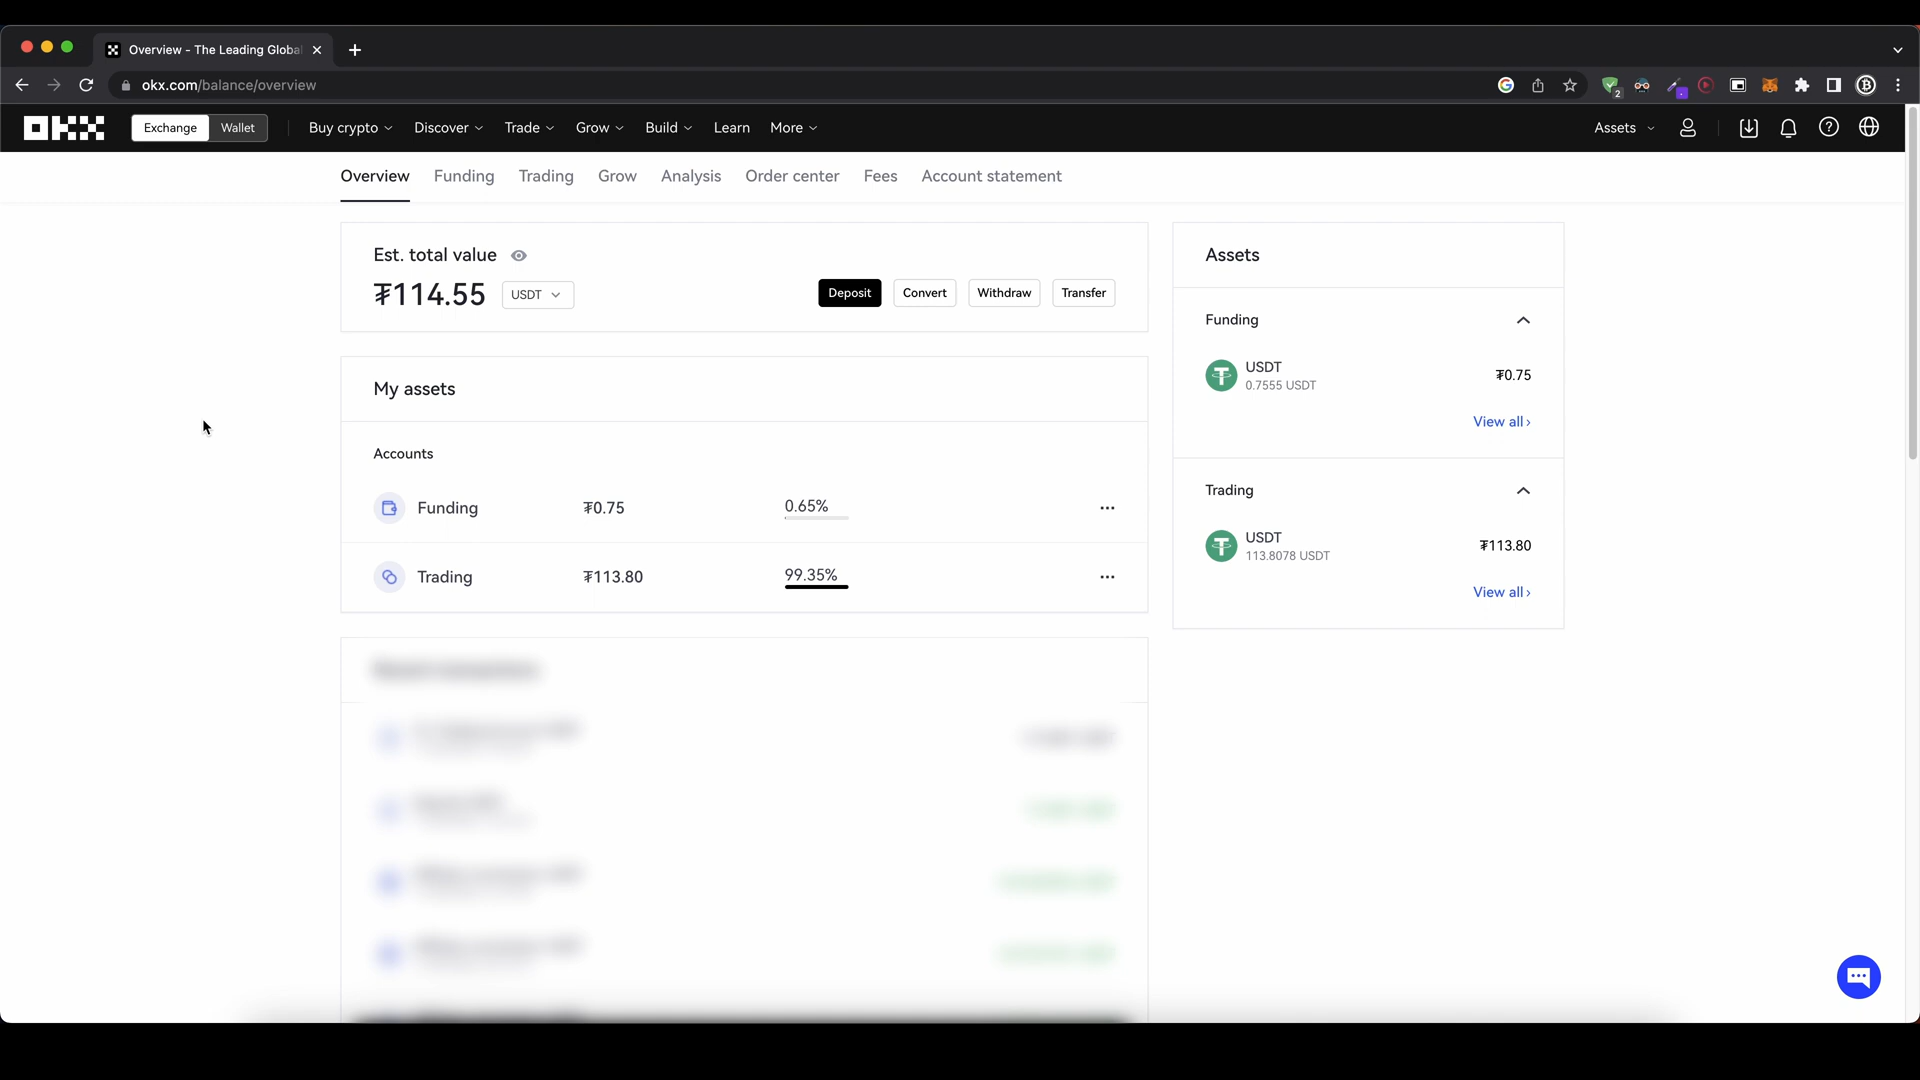 Overview - The Leading Globa
okx.com/balance/overview
2
OKX
Exchange Wallet Buy crypto Discover Trade Grow Build Learn More Assets
Overview Funding Trading Grow Analysis Order center Fees Account statement
Est. total value
₮114.55 USDT
Deposit Convert Withdraw Transfer
My assets
Accounts
Funding ₮0.75 0.65%
Trading ₮113.80 99.35%
Assets
Funding
USDT ₮0.75
0.7555 USDT
View all ›
Trading
USDT ₮113.80
113.8078 USDT
View all ›